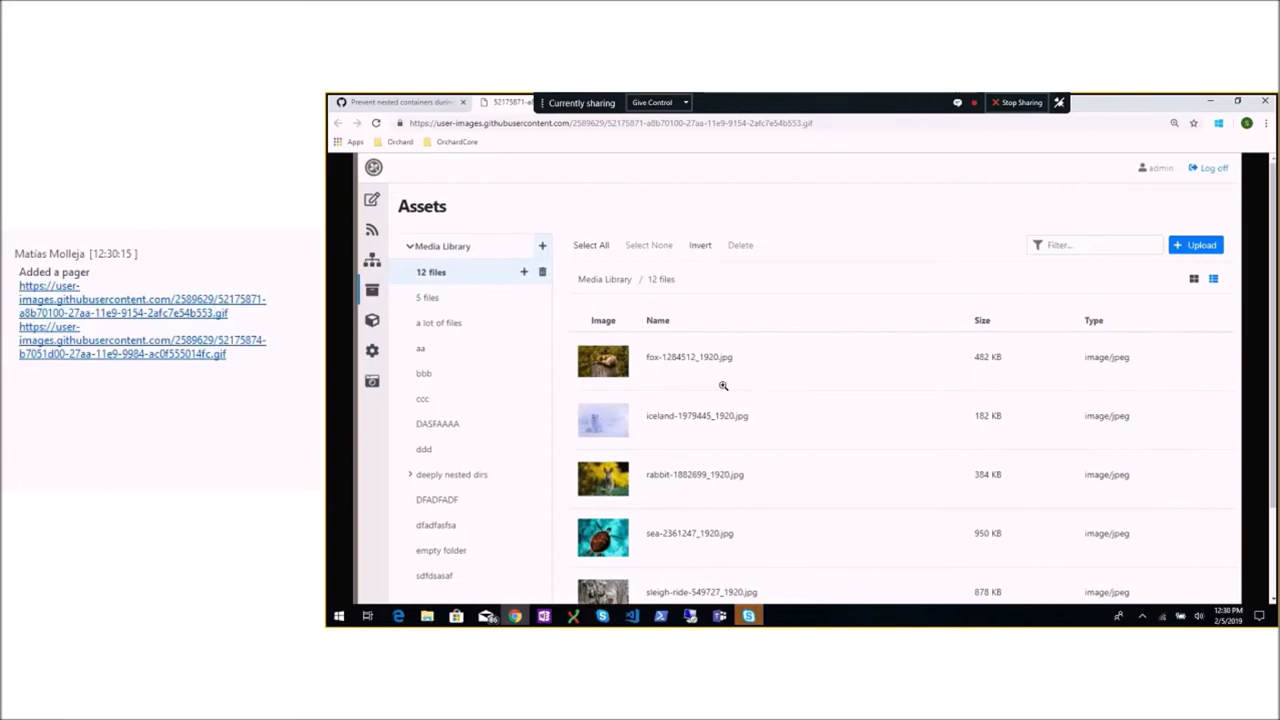 Matías Molleja [12:30:15 ]
Added a pager
https://user-
images.githubusercontent.com/2589629/52175871-
a8b70100-27aa-11e9-9154-2afc7e54b553.gif
https://user-
images.githubusercontent.com/2589629/52175874-
b7051d00-27aa-11e9-9984-ac0f555014fc.gif
Prevent nested containers durin
52175871-a8
Currently sharing
Give Control
Stop Sharing
https://user-images.githubusercontent.com/2589629/52175871-a8b70100-27aa-11e9-9154-2afc7e54b553.gif
Apps
Orchard
OrchardCore
admin
Log off
Assets
Media Library
12 files
5 files
a lot of files
aa
bbb
ccc
DASFAAAA
ddd
deeply nested dirs
DFADFADF
dfadfasfsa
empty folder
sdfdsasaf
Select All Select None Invert Delete
Filter...
+ Upload
Media Library / 12 files
Image Name Size Type
fox-1284512_1920.jpg 482 KB image/jpeg
iceland-1979445_1920.jpg 182 KB image/jpeg
rabbit-1882699_1920.jpg 384 KB image/jpeg
sea-2361247_1920.jpg 950 KB image/jpeg
sleigh-ride-549727_1920.jpg 878 KB image/jpeg
12:30 PM
2/5/2019